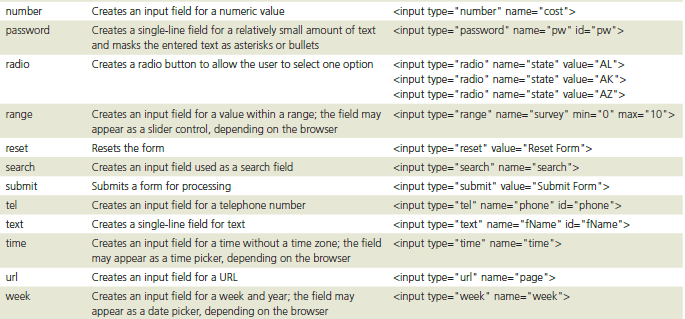 number Creates an input field for a numeric value <input type="number" name="cost">
password Creates a single-line field for a relatively small amount of text <input type="password" name="pw" id="pw">
and masks the entered text as asterisks or bullets
radio Creates a radio button to allow the user to select one option <input type="radio" name="state" value="AL">
<input type="radio" name="state" value="AK">
<input type="radio" name="state" value="AZ">
range Creates an input field for a value within a range; the field may <input type="range" name="survey" min="0" max="10">
appear as a slider control, depending on the browser
reset Resets the form <input type="reset" value="Reset Form">
search Creates an input field used as a search field <input type="search" name="search">
submit Submits a form for processing <input type="submit" value="Submit Form">
tel Creates an input field for a telephone number <input type="tel" name="phone" id="phone">
text Creates a single-line field for text <input type="text" name="fName" id="fName">
time Creates an input field for a time without a time zone; the field <input type="time" name="time">
may appear as a time picker, depending on the browser
url Creates an input field for a URL <input type="url" name="page">
week Creates an input field for a week and year; the field may <input type="week" name="week">
appear as a date picker, depending on the browser